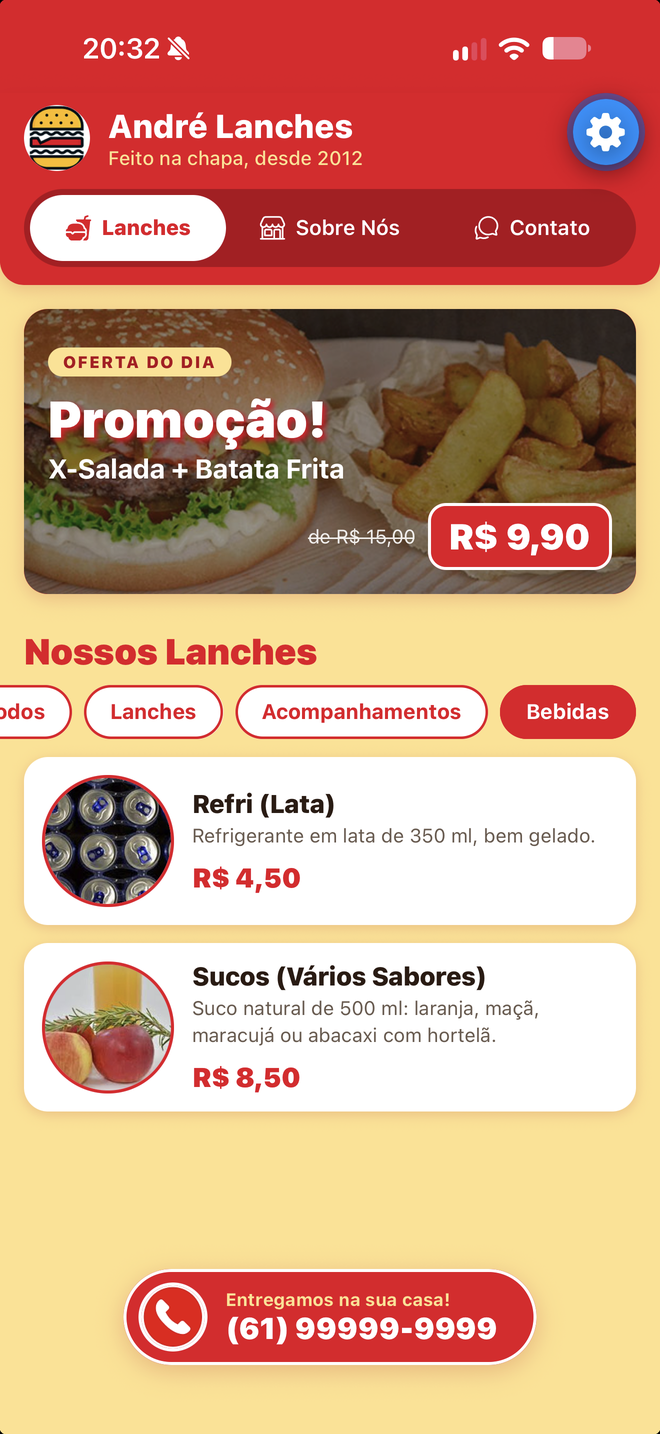 20:32
André Lanches
Feito na chapa, desde 2012
Lanches
Sobre Nós
Contato
OFERTA DO DIA
Promoção!
X-Salada + Batata Frita
de R$ 15,00
R$ 9,90
Nossos Lanches
odos
Lanches
Acompanhamentos
Bebidas
Refri (Lata)
Refrigerante em lata de 350 ml, bem gelado.
R$ 4,50
Sucos (Vários Sabores)
Suco natural de 500 ml: laranja, maçã,
maracujá ou abacaxi com hortelã.
R$ 8,50
Entregamos na sua casa!
(61) 99999-9999